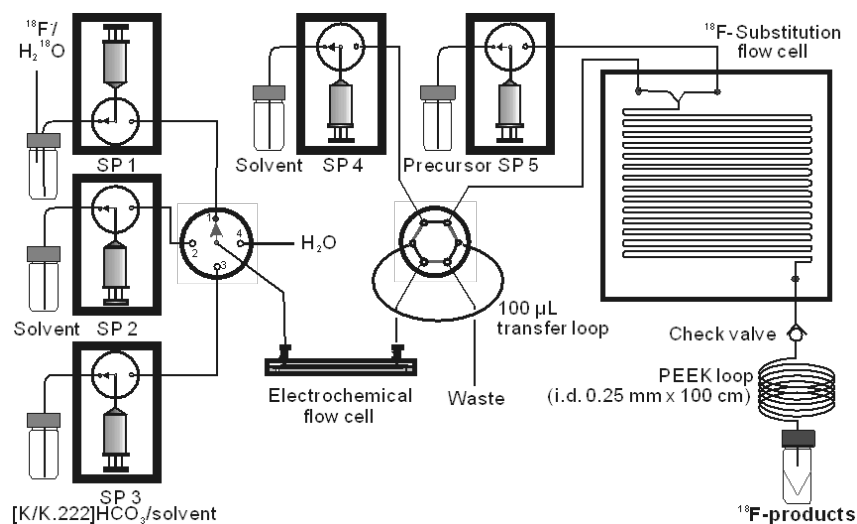 ¹⁸F⁻/
H₂¹⁸O
SP 1
Solvent
SP 4
Precursor SP 5
¹⁸F- Substitution
flow cell
1
2
3
4
H₂O
Solvent
SP 2
100 µL
transfer loop
Check valve
Electrochemical
flow cell
Waste
PEEK loop
(i.d. 0.25 mm x 100 cm)
SP 3
[K/K.222]HCO₃/solvent
¹⁸F-products